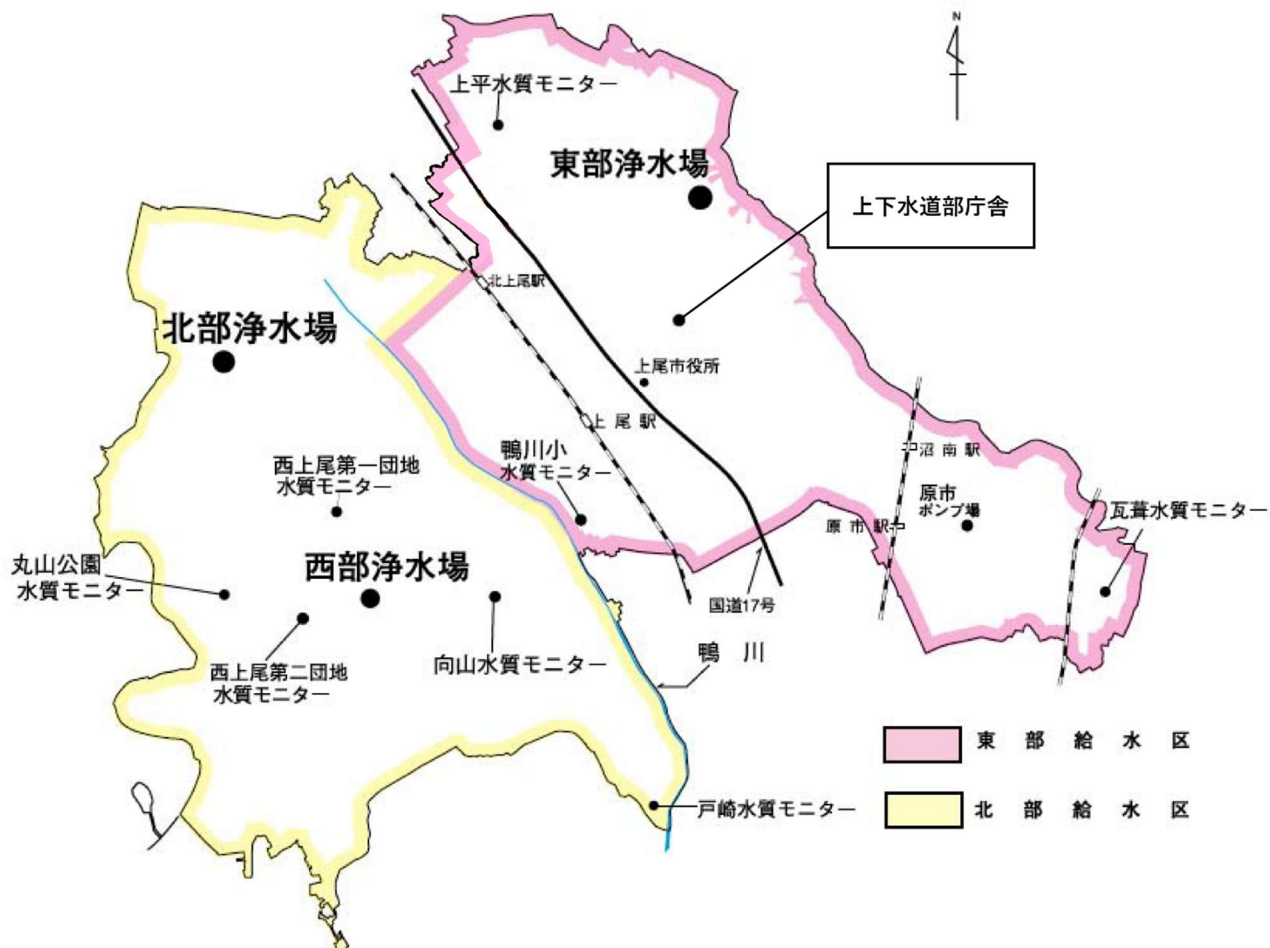 N
上平水質モニター
東部浄水場
上下水道部庁舎
北上尾駅
北部浄水場
上尾市役所
上尾駅
鴨川小
水質モニター
沼南駅
西上尾第一団地
水質モニター
原市
ポンプ場
瓦葺水質モニター
原市駅
丸山公園
水質モニター
西部浄水場
国道17号
鴨川
向山水質モニター
西上尾第二団地
水質モニター
東部給水区
戸崎水質モニター
北部給水区